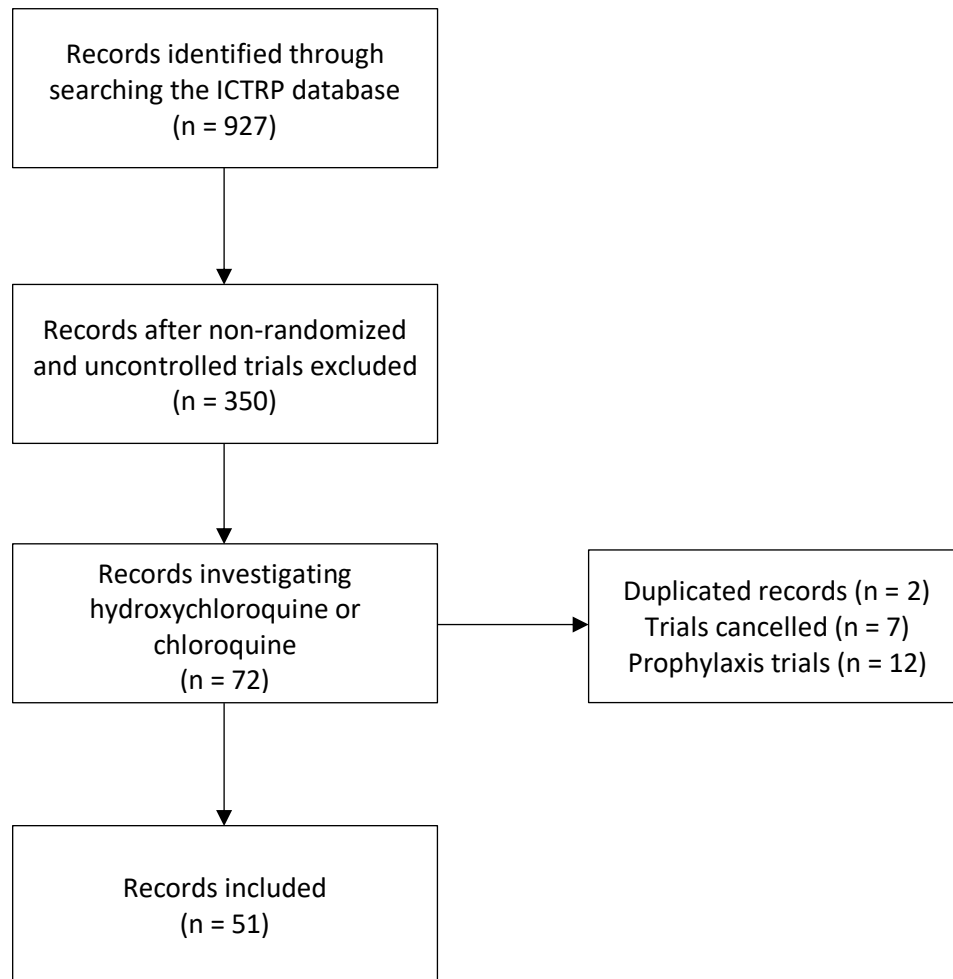 Records identified through
searching the ICTRP database
(n = 927)
Records after non-randomized
and uncontrolled trials excluded
(n = 350)
Records investigating
hydroxychloroquine or
chloroquine
(n = 72)
Duplicated records (n = 2)
Trials cancelled (n = 7)
Prophylaxis trials (n = 12)
Records included
(n = 51)